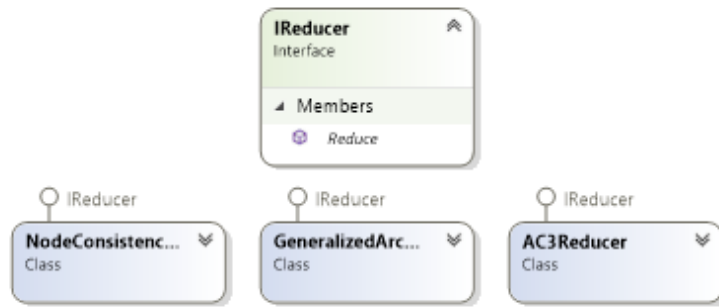 IReducer
Interface
Members
Reduce
IReducer IReducer IReducer
NodeConsistenc... GeneralizedArc... AC3Reducer
Class Class Class